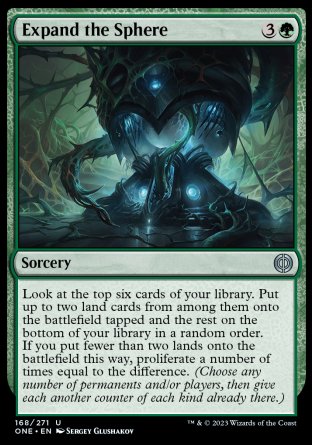 Expand the Sphere 3
Sorcery
Look at the top six cards of your library. Put
up to two land cards from among them onto
the battlefield tapped and the rest on the
bottom of your library in a random order.
If you put fewer than two lands onto the
battlefield this way, proliferate a number of
times equal to the difference. (Choose any
number of permanents and/or players, then give
each another counter of each kind already there.)
168/271 U
ONE • EN Sergey Glushakov
™ & © 2023 Wizards of the Coast